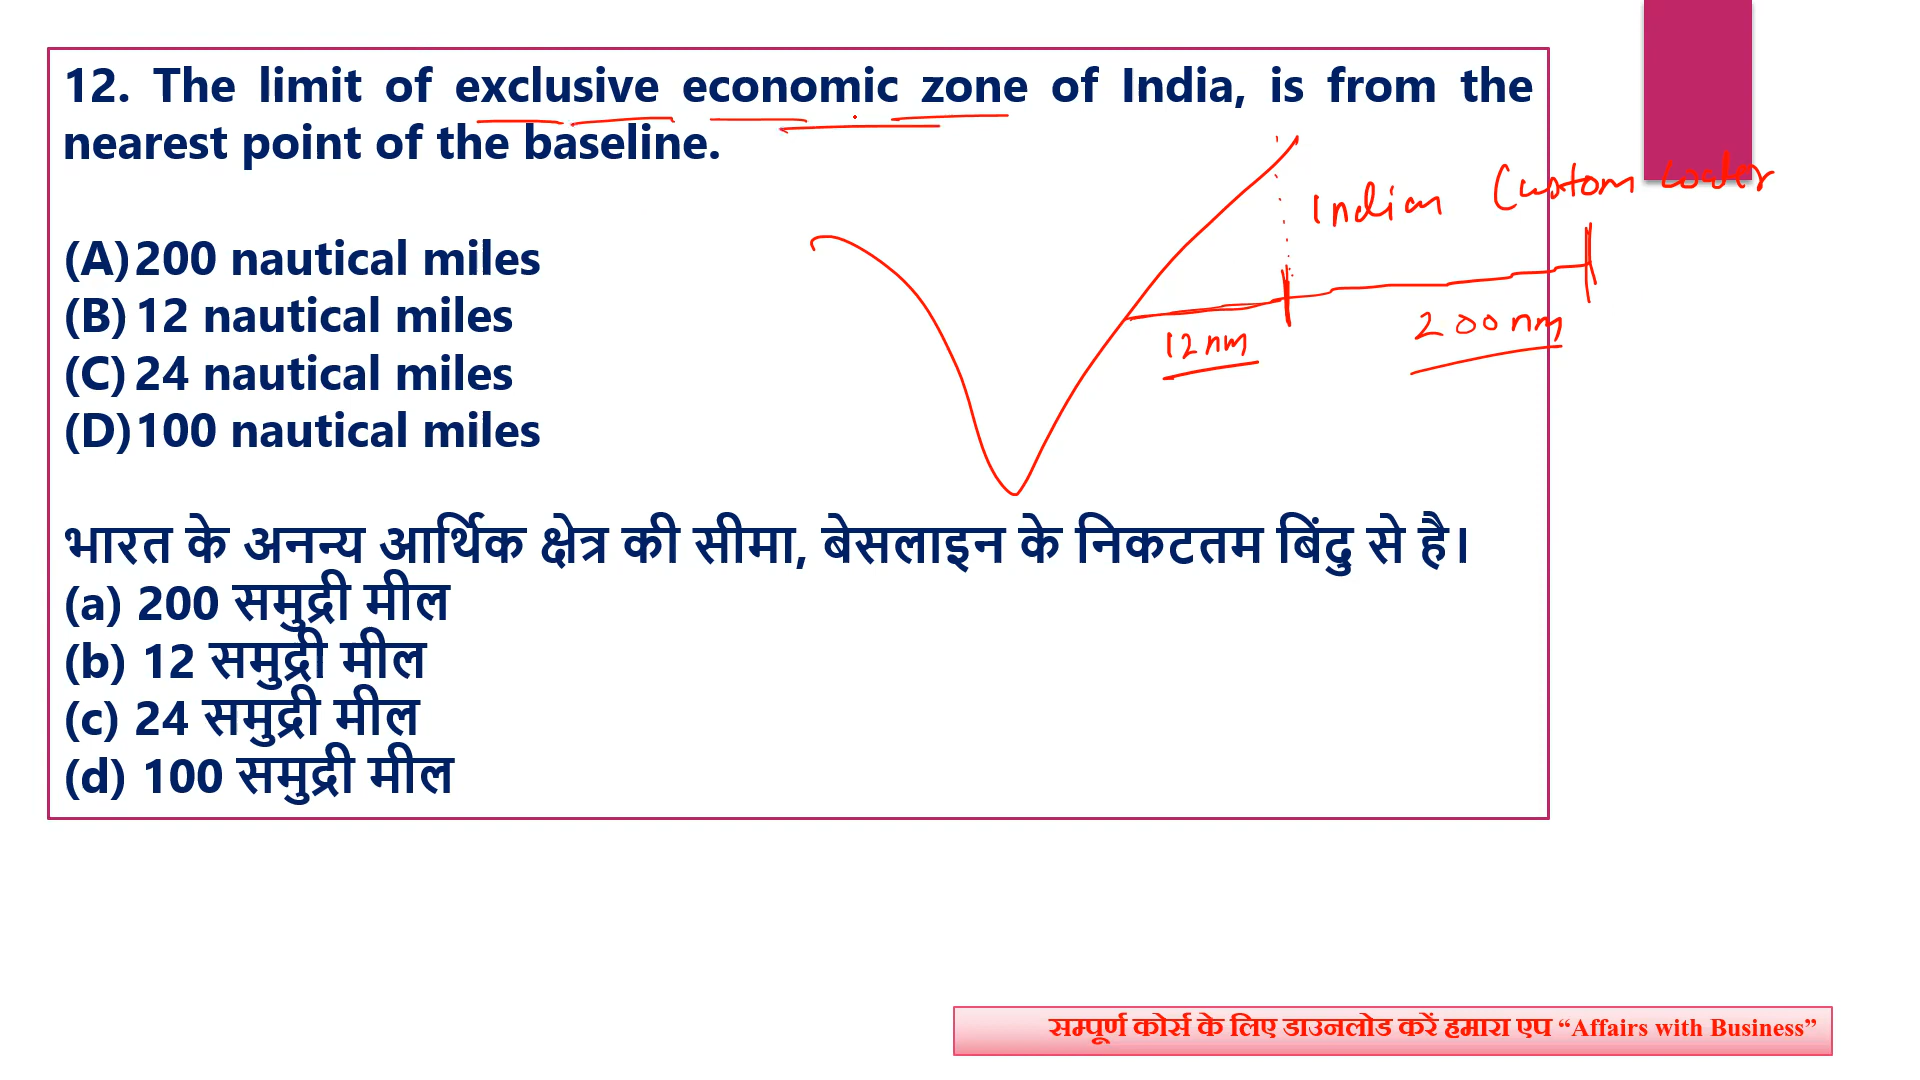 12. The limit of exclusive economic zone of India, is from the
nearest point of the baseline.
Indian Custom
(A) 200 nautical miles
(B) 12 nautical miles
12 nm
200 nm
(C) 24 nautical miles
(D) 100 nautical miles
भारत के अनन्य आर्थिक क्षेत्र की सीमा, बेसलाइन के निकटतम बिंदु से है।
(a) 200 समुद्री मील
(b) 12 समुद्री मील
(c) 24 समुद्री मील
(d) 100 समुद्री मील
सम्पूर्ण कोर्स के लिए डाउनलोड करें हमारा एप “Affairs with Business”